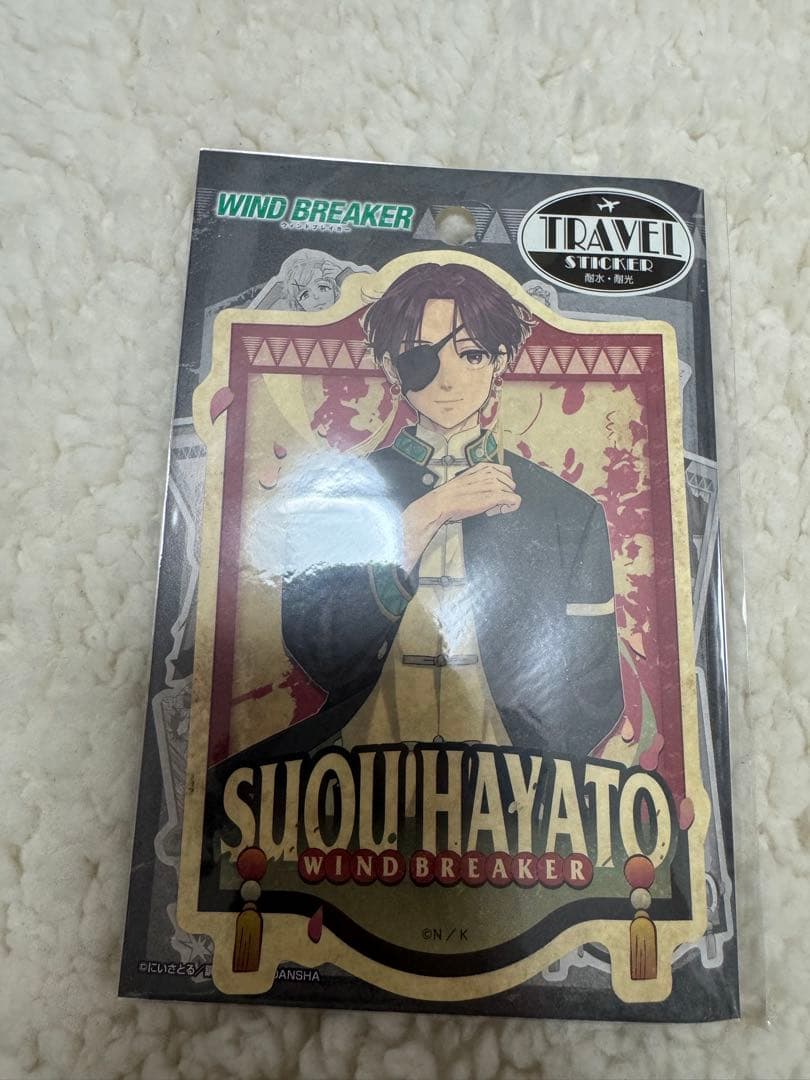 WIND BREAKER
ウィンドブレイカー
TRAVEL
STICKER
耐水・耐光
SUOU HAYATO
WIND BREAKER
©N/K
©にいさとる/
DANSHA